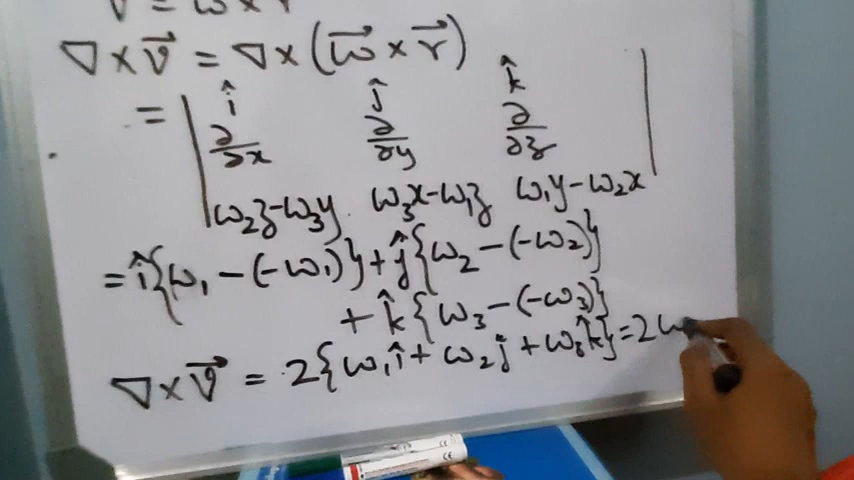 ∇ × v⃗ = ∇ × (ω⃗ × r⃗)
= | î ĵ k̂
∂/∂x ∂/∂y ∂/∂z |
ω₂z-ω₃y ω₃x-ω₁z ω₁y-ω₂x
= î{ω₁ - (-ω₁)} + ĵ{ω₂ - (-ω₂)}
+ k̂{ω₃ - (-ω₃)}
∇ × v⃗ = 2{ω₁î + ω₂ĵ + ω₃k̂} = 2ω